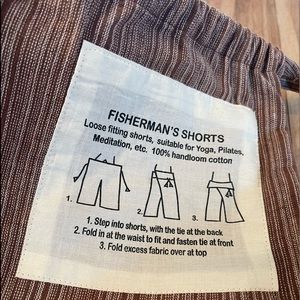 FISHERMAN'S SHORTS
Loose fitting shorts, suitable for Yoga, Pilates,
Meditation, etc. 100% handloom cotton
1. 2. 3.
1. Step into shorts, with the tie at the back
2. Fold in at the waist to fit and fasten tie at front
3. Fold excess fabric over at top